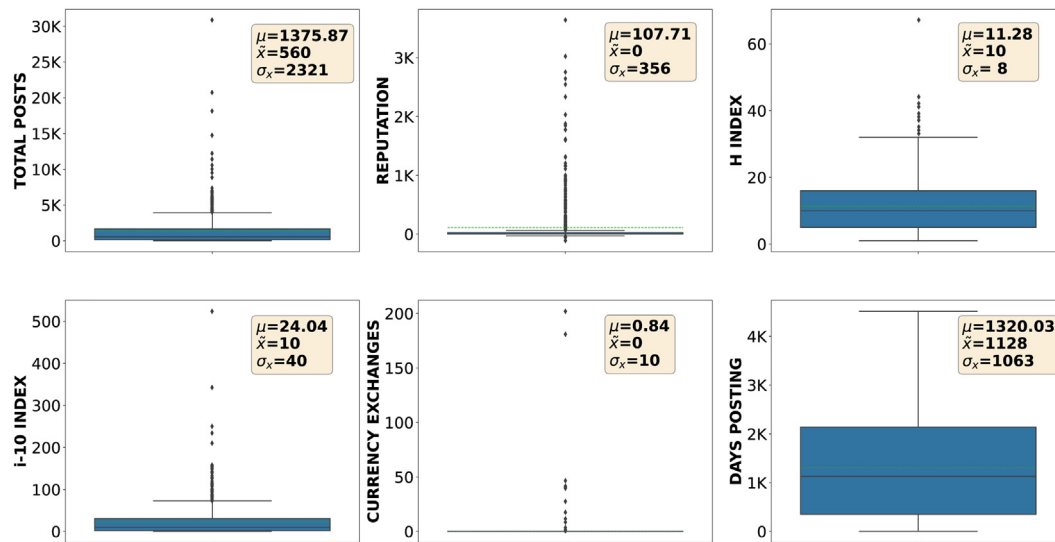 TOTAL POSTS
30K
25K
20K
15K
10K
5K
0
μ=1375.87
x̃=560
σₓ=2321
REPUTATION
3K
2K
1K
0
μ=107.71
x̃=0
σₓ=356
H INDEX
60
40
20
0
μ=11.28
x̃=10
σₓ= 8
i-10 INDEX
500
400
300
200
100
0
μ=24.04
x̃=10
σₓ=40
CURRENCY EXCHANGES
200
150
100
50
0
μ=0.84
x̃=0
σₓ=10
DAYS POSTING
4K
3K
2K
1K
0
μ=1320.03
x̃=1128
σₓ=1063